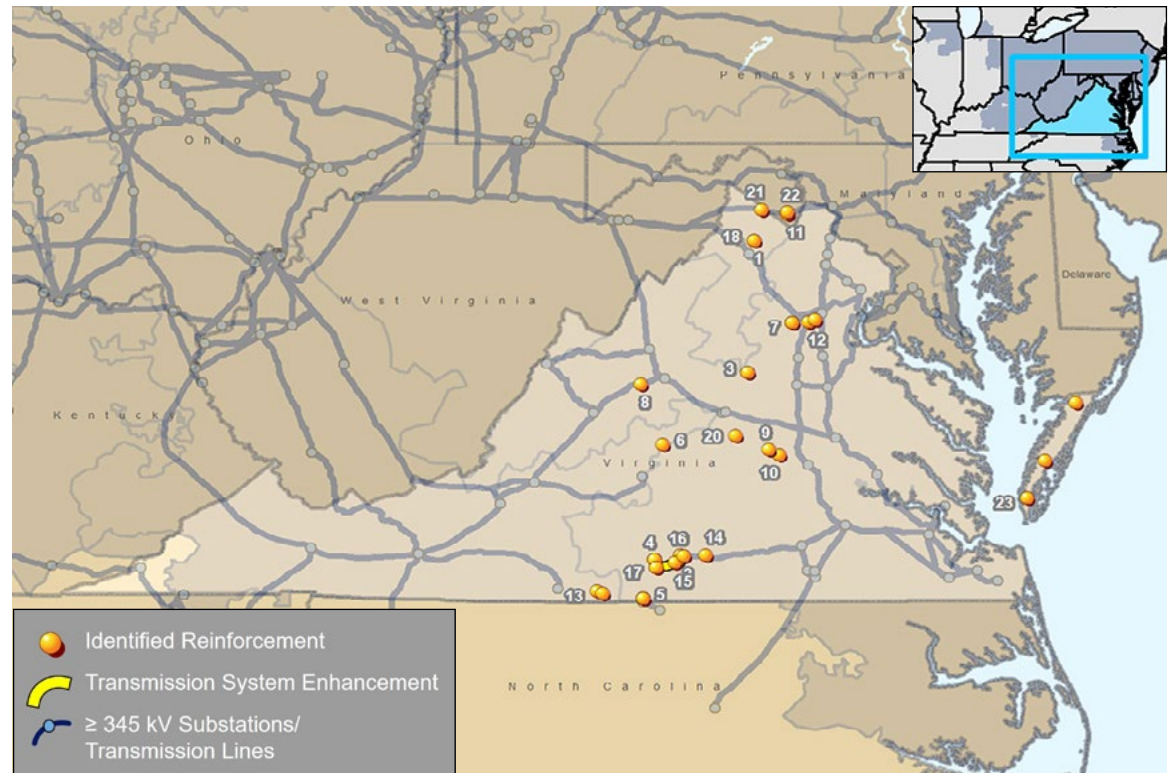 Pennsylvania
Ohio
Maryland
21
22
11
18
1
Delaware
West Virginia
7
12
3
8
Kentucky
20
9
6
10
Virginia
23
4
16
14
17
2
15
13
5
North Carolina
Identified Reinforcement
Transmission System Enhancement
≥ 345 kV Substations/
Transmission Lines